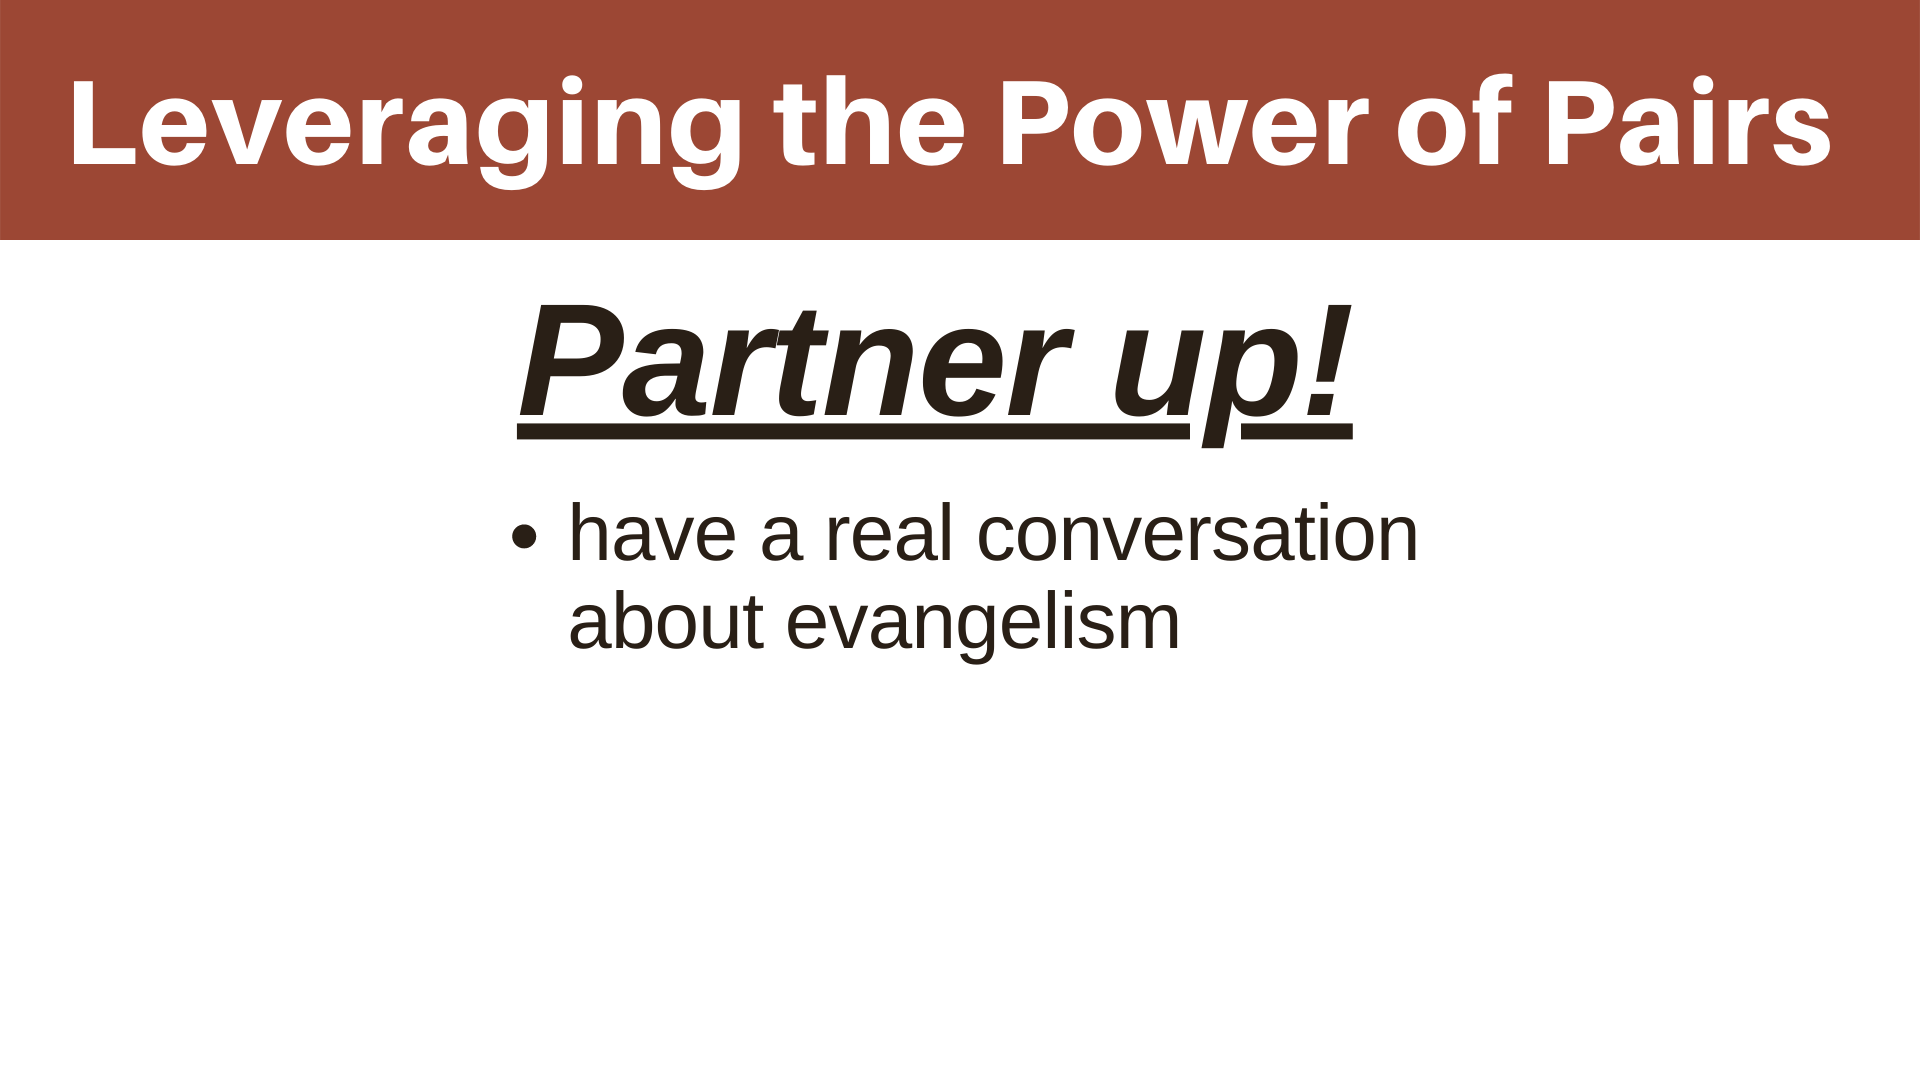 Leveraging the Power of Pairs
Partner up!
• have a real conversation
about evangelism